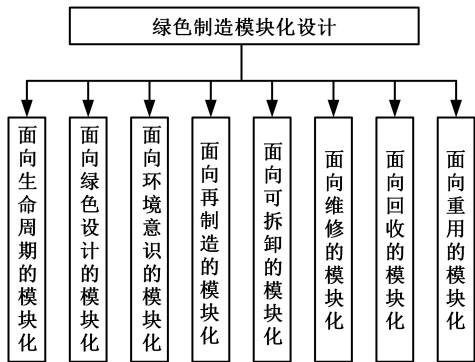 绿色制造模块化设计
面向生命周期的模块化
面向绿色设计的模块化
面向环境意识的模块化
面向再制造的模块化
面向可拆卸的模块化
面向维修的模块化
面向回收的模块化
面向重用的模块化